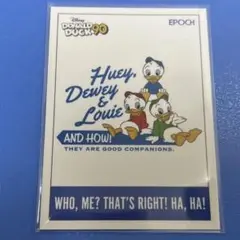 Disney
DONALD DUCK 90
EPOCH
Huey,
Dewey
& Louie
AND HOW!
THEY ARE GOOD COMPANIONS.
WHO, ME? THAT'S RIGHT! HA, HA!